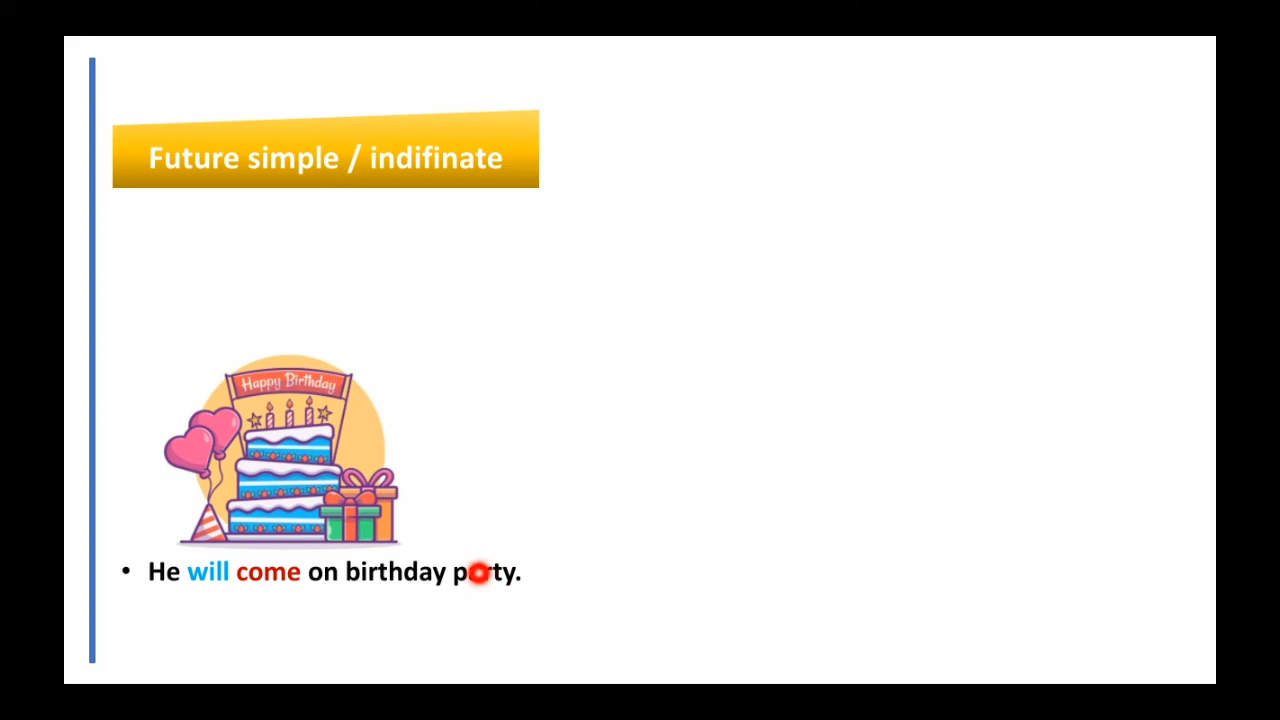 Future simple / indifinate
Happy Birthday
• He will come on birthday party.